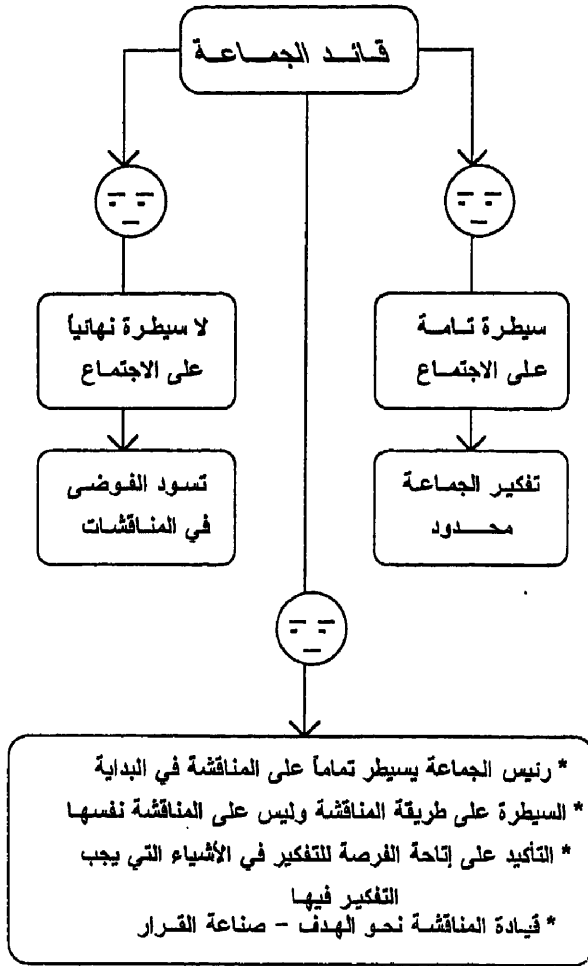 قائد الجماعة
سيطرة تامة
على الاجتماع
تفكير الجماعة
محدود
لا سيطرة نهائياً
على الاجتماع
تسود الفوضى
في المناقشات
* رئيس الجماعة يسيطر تماماً على المناقشة في البداية
* السيطرة على طريقة المناقشة وليس على المناقشة نفسها
* التأكيد على إتاحة الفرصة للتفكير في الأشياء التي يجب
التفكير فيها
* قيادة المناقشة نحو الهدف – صناعة القرار